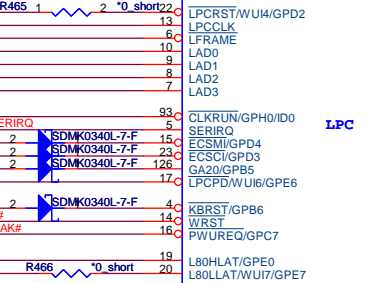 R465 1 2 *0_short 22 LPCRST/WUI4/GPD2
13 LPCCLK
6 LFRAME
10 LAD0
9 LAD1
8 LAD2
7 LAD3
93 CLKRUN/GPH0/ID0
ERIRQ 5 SERIRQ LPC
2 SDMK0340L-7-F 15 ECSMI/GPD4
2 SDMK0340L-7-F 23 ECSCI/GPD3
2 SDMK0340L-7-F 126 GA20/GPB5
17 LPCPD/WUI6/GPE6
2 SDMK0340L-7-F 4 KBRST/GPB6
# 14 WRST
AK# 16 PWUREQ/GPC7
19 L80HLAT/GPE0
R466 *0_short 20 L80LLAT/WUI7/GPE7